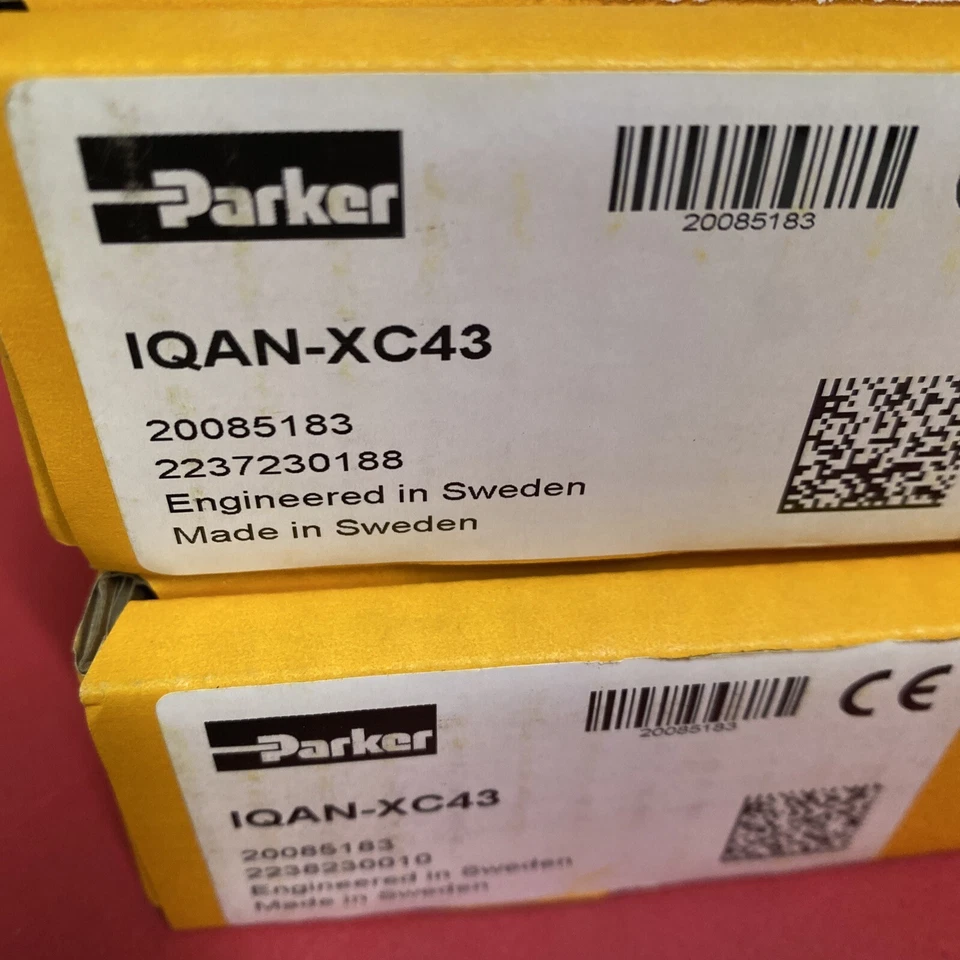 Parker
20085183
IQAN-XC43
20085183
2237230188
Engineered in Sweden
Made in Sweden
Parker
20085183
CE
IQAN-XC43
20085183
2238230010
Engineered in Sweden
Made in Sweden